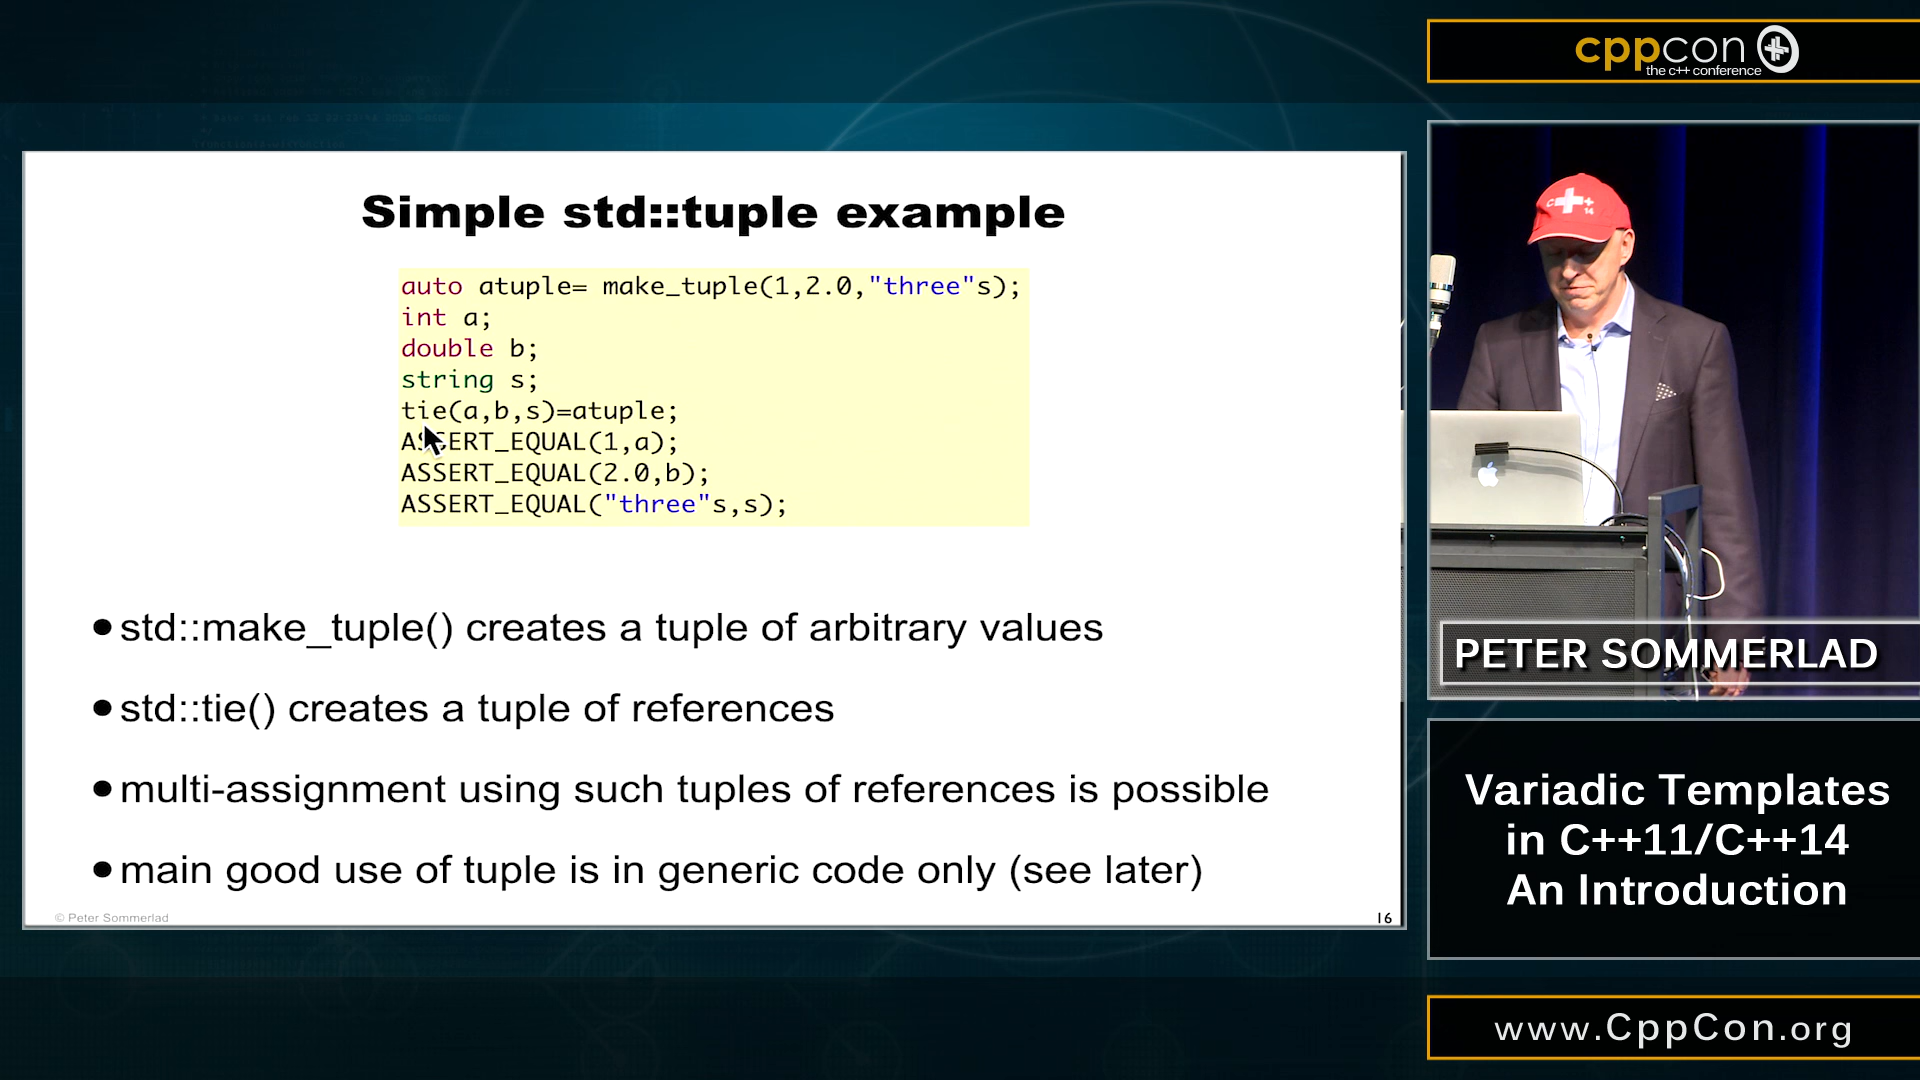 cppcon
the c++ conference
Simple std::tuple example
auto atuple= make_tuple(1,2.0,"three"s);
int a;
double b;
string s;
tie(a,b,s)=atuple;
ASSERT_EQUAL(1,a);
ASSERT_EQUAL(2.0,b);
ASSERT_EQUAL("three"s,s);
●std::make_tuple() creates a tuple of arbitrary values
●std::tie() creates a tuple of references
●multi-assignment using such tuples of references is possible
●main good use of tuple is in generic code only (see later)
© Peter Sommerlad
16
C++
14
PETER SOMMERLAD
Variadic Templates
in C++11/C++14
An Introduction
www.CppCon.org